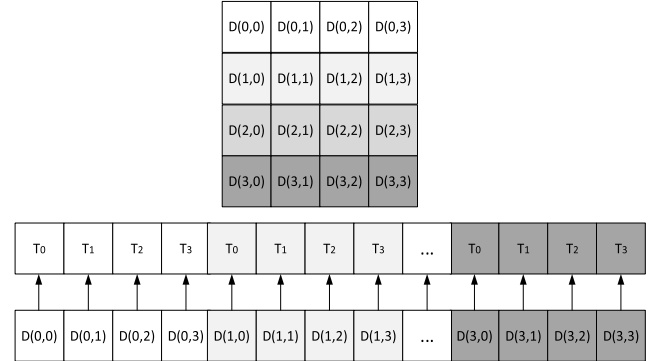 D(0,0) D(0,1) D(0,2) D(0,3)
D(1,0) D(1,1) D(1,2) D(1,3)
D(2,0) D(2,1) D(2,2) D(2,3)
D(3,0) D(3,1) D(3,2) D(3,3)
T0 T1 T2 T3 T0 T1 T2 T3 ... T0 T1 T2 T3
D(0,0) D(0,1) D(0,2) D(0,3) D(1,0) D(1,1) D(1,2) D(1,3) ... D(3,0) D(3,1) D(3,2) D(3,3)